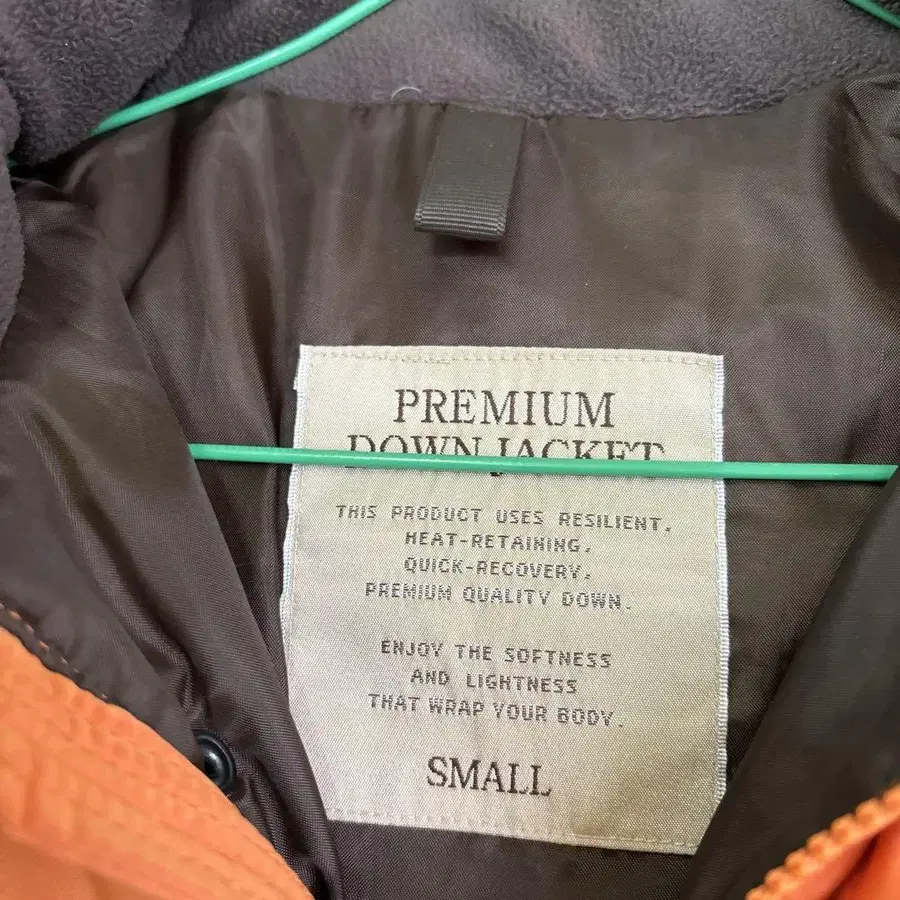 PREMIUM
DOWN JACKET
THIS PRODUCT USES RESILIENT,
HEAT-RETAINING,
QUICK-RECOVERY,
PREMIUM QUALITY DOWN.
ENJOY THE SOFTNESS
AND LIGHTNESS
THAT WRAP YOUR BODY.
SMALL